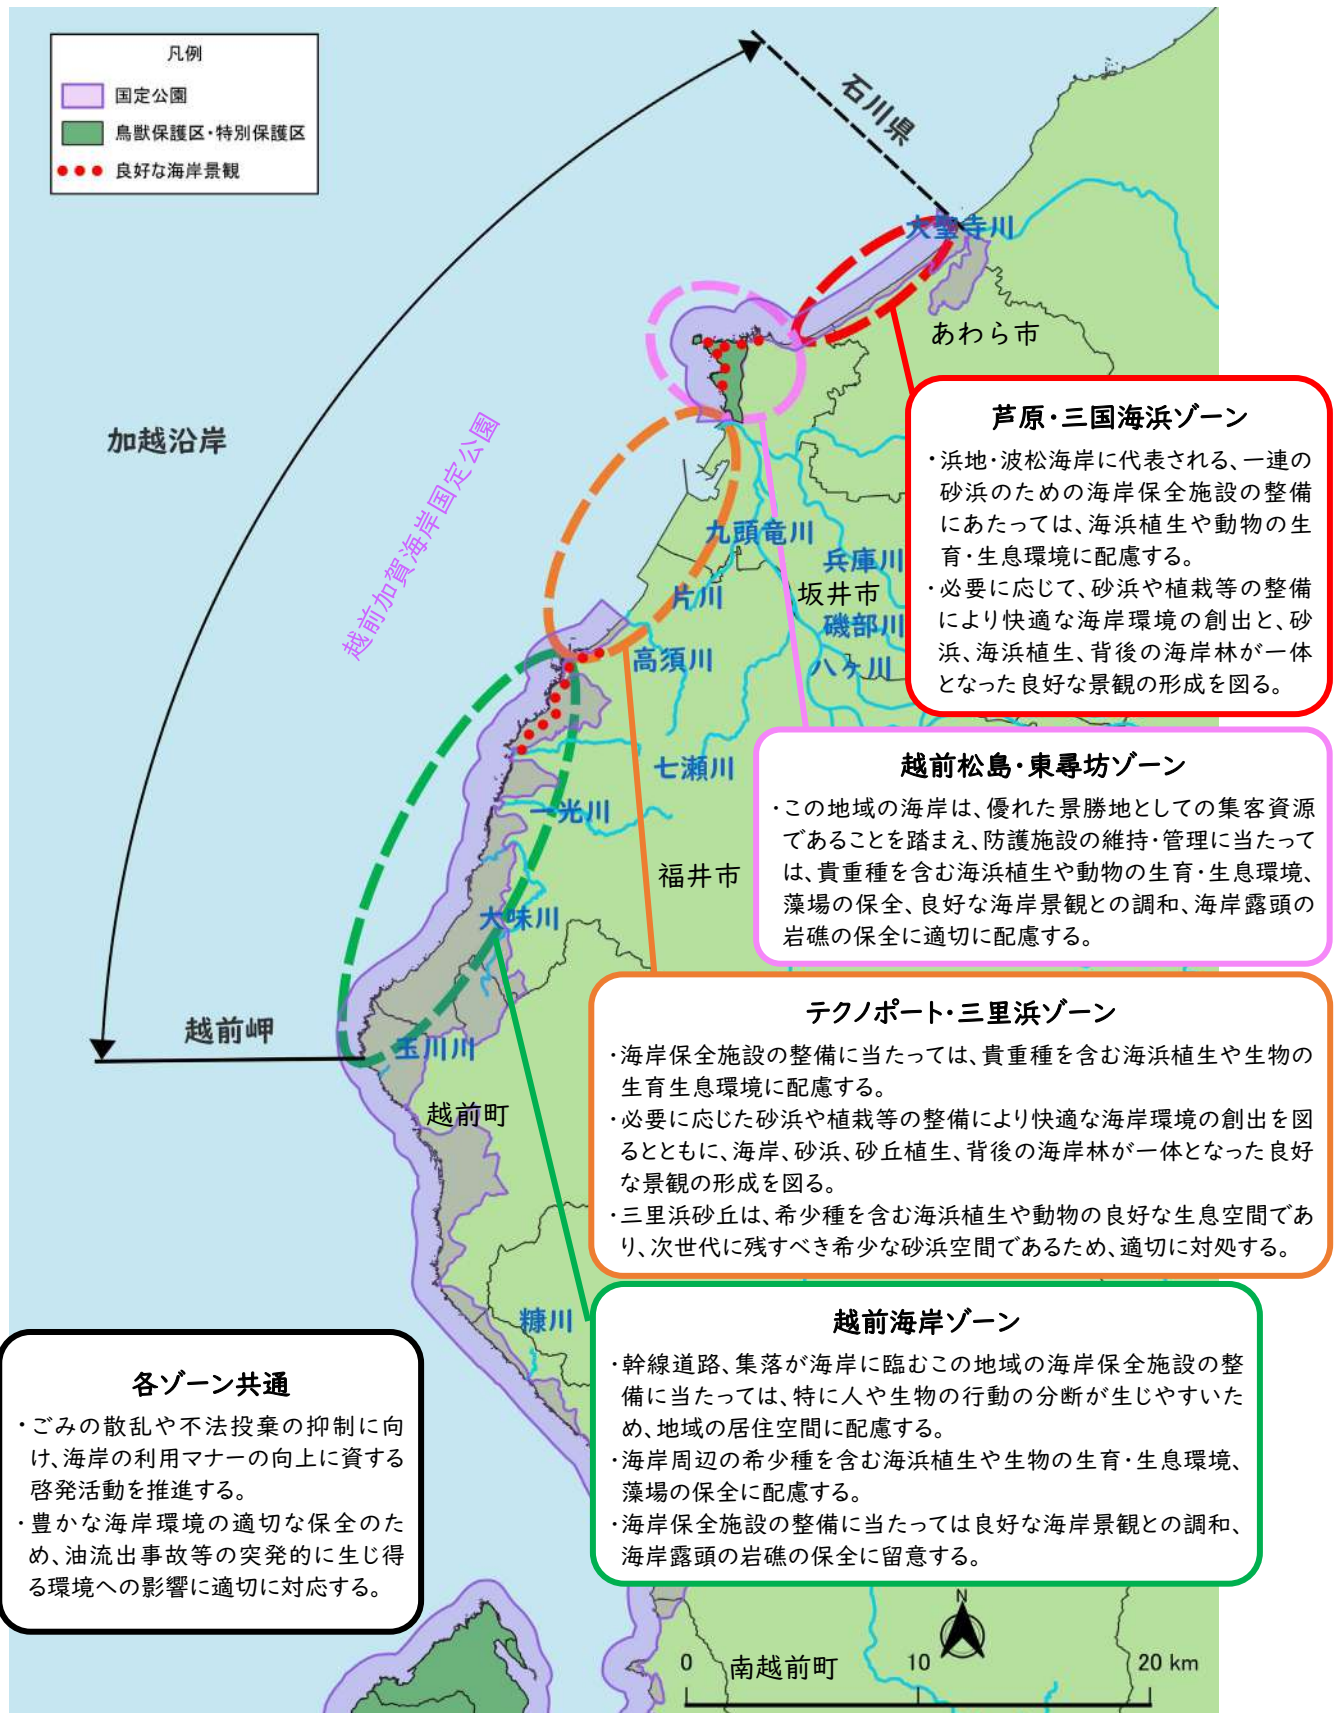 凡例
国定公園
鳥獣保護区・特別保護区
良好な海岸景観
石川県
大聖寺川
あわら市
加越沿岸
越前加賀海岸国定公園
芦原・三国海浜ゾーン
・浜地・波松海岸に代表される、一連の
砂浜のための海岸保全施設の整備
にあたっては、海浜植生や動物の生
育・生息環境に配慮する。
・必要に応じて、砂浜や植栽等の整備
により快適な海岸環境の創出と、砂
浜、海浜植生、背後の海岸林が一体
となった良好な景観の形成を図る。
九頭竜川
兵庫川
片川
坂井市
磯部川
高須川
八ヶ川
七瀬川
一光川
福井市
大味川
越前松島・東尋坊ゾーン
・この地域の海岸は、優れた景勝地としての集客資源
であることを踏まえ、防護施設の維持・管理に当たって
は、貴重種を含む海浜植生や動物の生育・生息環境、
藻場の保全、良好な海岸景観との調和、海岸露頭の
岩礁の保全に適切に配慮する。
越前岬
玉川川
越前町
テクノポート・三里浜ゾーン
・海岸保全施設の整備に当たっては、貴重種を含む海浜植生や生物の
生育生息環境に配慮する。
・必要に応じた砂浜や植栽等の整備により快適な海岸環境の創出を図
るとともに、海岸、砂浜、砂丘植生、背後の海岸林が一体となった良好
な景観の形成を図る。
・三里浜砂丘は、希少種を含む海浜植生や動物の良好な生息空間であ
り、次世代に残すべき希少な砂浜空間であるため、適切に対処する。
糠川
越前海岸ゾーン
・幹線道路、集落が海岸に臨むこの地域の海岸保全施設の整
備に当たっては、特に人や生物の行動の分断が生じやすいた
め、地域の居住空間に配慮する。
・海岸周辺の希少種を含む海浜植生や生物の生育・生息環境、
藻場の保全に配慮する。
・海岸保全施設の整備に当たっては良好な海岸景観との調和、
海岸露頭の岩礁の保全に留意する。
各ゾーン共通
・ごみの散乱や不法投棄の抑制に向
け、海岸の利用マナーの向上に資する
啓発活動を推進する。
・豊かな海岸環境の適切な保全のた
め、油流出事故等の突発的に生じ得
る環境への影響に適切に対応する。
N
南越前町
0 10 20 km